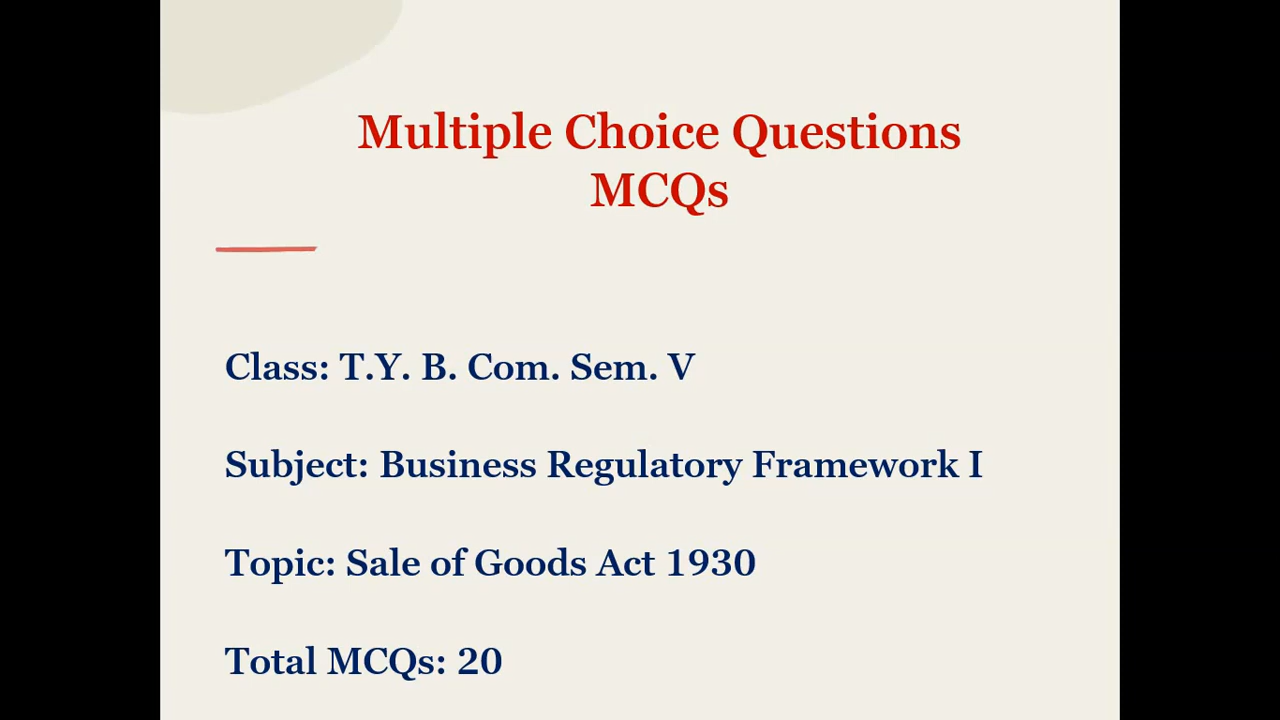 Multiple Choice Questions
MCQs
Class: T.Y. B. Com. Sem. V
Subject: Business Regulatory Framework I
Topic: Sale of Goods Act 1930
Total MCQs: 20